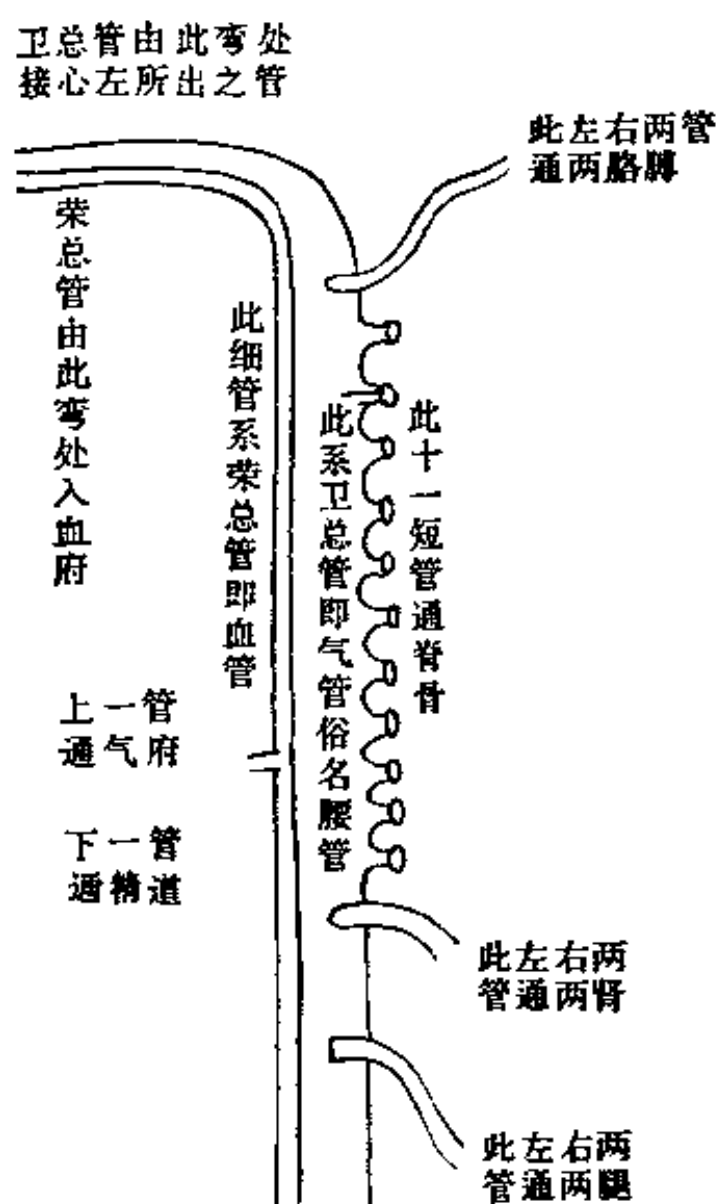 卫总管由此弯处
接心左所出之管
此左右两管
通两胳膊
荣总管由此弯处入血府
此细管系荣总管即血管
此系卫总管即气管俗名腰管
此十一短管通脊骨
上一管
通气府
下一管
通精道
此左右两
管通两肾
此左右两
管通两腿